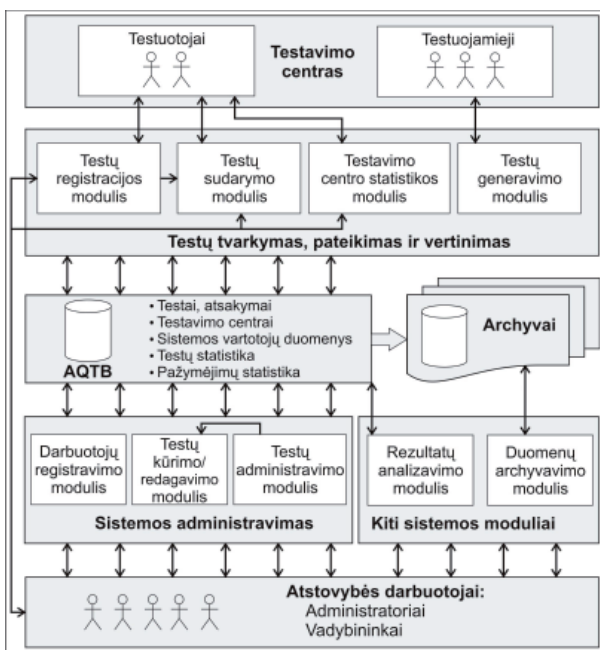 Testuotojai
Testavimo
centras
Testuojamieji
Testų
registracijos
modulis
Testų
sudarymo
modulis
Testavimo
centro statistikos
modulis
Testų
generavimo
modulis
Testų tvarkymas, pateikimas ir vertinimas
AQTB
• Testai, atsakymai
• Testavimo centrai
• Sistemos vartotojų duomenys
• Testų statistika
• Pažymėjimų statistika
Archyvai
Darbuotojų
registravimo
modulis
Testų
kūrimo/
redagavimo
modulis
Testų
administravimo
modulis
Sistemos administravimas
Rezultatų
analizavimo
modulis
Duomenų
archyvavimo
modulis
Kiti sistemos moduliai
Atstovybės darbuotojai:
Administratoriai
Vadybininkai